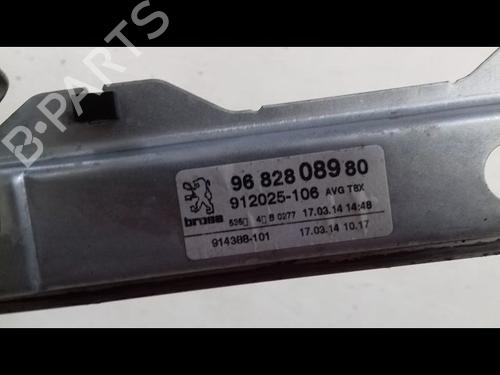 96 828 089 80
912025-106 AVG T8X
brose 17.03.14 14:48
914388-101 17.03.14 10.17
B-PARTS